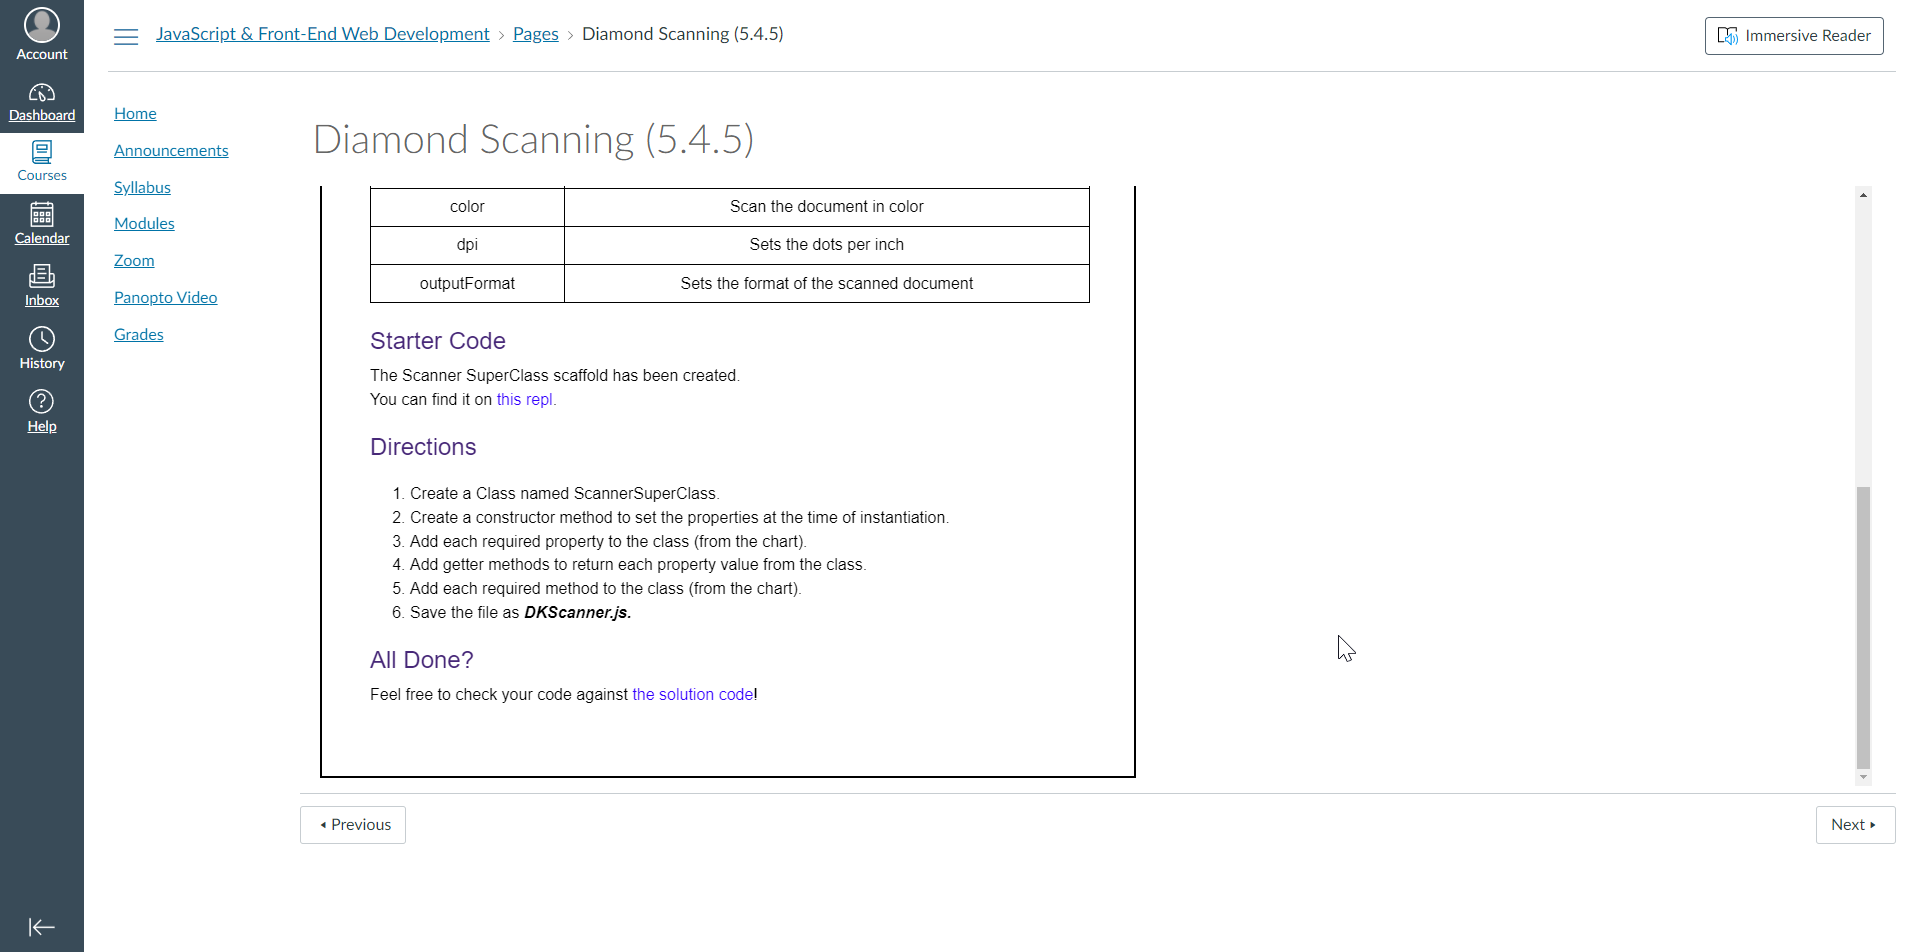 Account
Dashboard
Courses
Calendar
Inbox
History
Help
JavaScript & Front-End Web Development › Pages › Diamond Scanning (5.4.5)
Immersive Reader
Home
Announcements
Syllabus
Modules
Zoom
Panopto Video
Grades
Diamond Scanning (5.4.5)
color Scan the document in color
dpi Sets the dots per inch
outputFormat Sets the format of the scanned document
Starter Code
The Scanner SuperClass scaffold has been created.
You can find it on this repl.
Directions
1. Create a Class named ScannerSuperClass.
2. Create a constructor method to set the properties at the time of instantiation.
3. Add each required property to the class (from the chart).
4. Add getter methods to return each property value from the class.
5. Add each required method to the class (from the chart).
6. Save the file as DKScanner.js.
All Done?
Feel free to check your code against the solution code!
Previous
Next